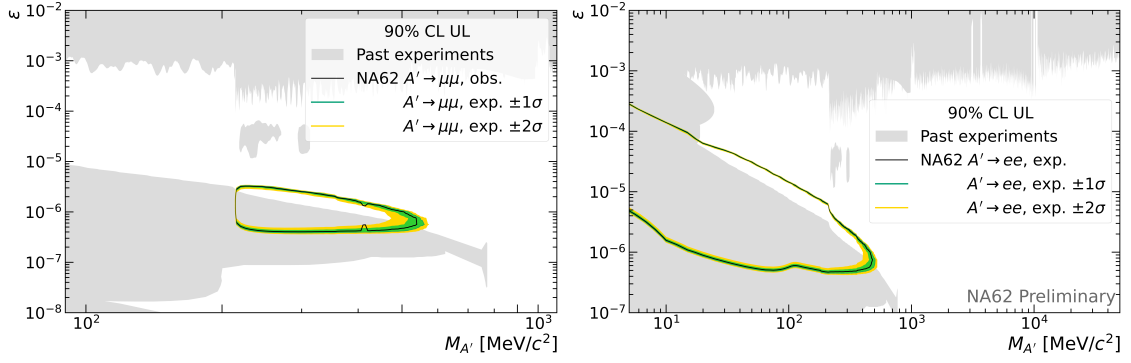 ε
10⁻²
10⁻³
10⁻⁴
10⁻⁵
10⁻⁶
10⁻⁷
10⁻⁸
90% CL UL
Past experiments
NA62 A′→μμ, obs.
A′→μμ, exp. ±1σ
A′→μμ, exp. ±2σ
10²
10³
M_A′ [MeV/c²]
ε
10⁻²
10⁻³
10⁻⁴
10⁻⁵
10⁻⁶
10⁻⁷
90% CL UL
Past experiments
NA62 A′→ee, exp.
A′→ee, exp. ±1σ
A′→ee, exp. ±2σ
NA62 Preliminary
10¹
10²
10³
10⁴
M_A′ [MeV/c²]